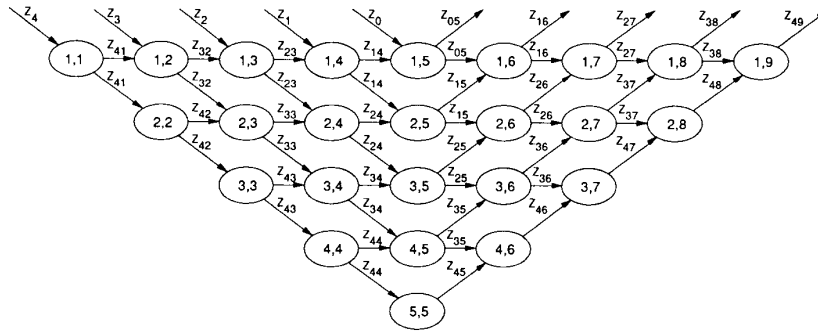 Z4 Z3 Z2 Z1 Z0 Z05 Z16 Z27 Z38 Z49
1,1 Z41 1,2 Z32 1,3 Z23 1,4 Z14 1,5 Z05 1,6 Z16 1,7 Z27 1,8 Z38 1,9
Z41 Z32 Z23 Z14 Z15 Z26 Z37 Z48
2,2 Z42 2,3 Z33 2,4 Z24 2,5 Z15 2,6 Z26 2,7 Z37 2,8
Z42 Z33 Z24 Z25 Z36 Z47
3,3 Z43 3,4 Z34 3,5 Z25 3,6 Z36 3,7
Z43 Z34 Z35 Z46
4,4 Z44 4,5 Z35 4,6
Z44 Z45
5,5